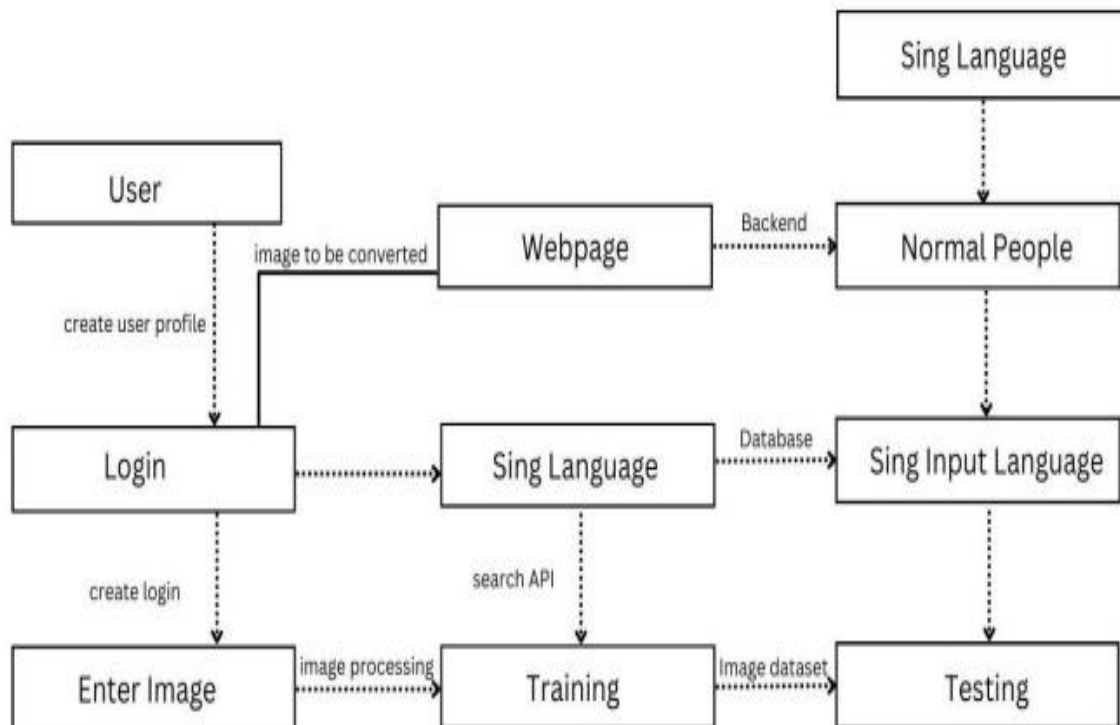 Sing Language
User
Webpage
Backend
Normal People
image to be converted
create user profile
Login
Sing Language
Database
Sing Input Language
create login
search API
Enter Image
image processing
Training
Image dataset
Testing